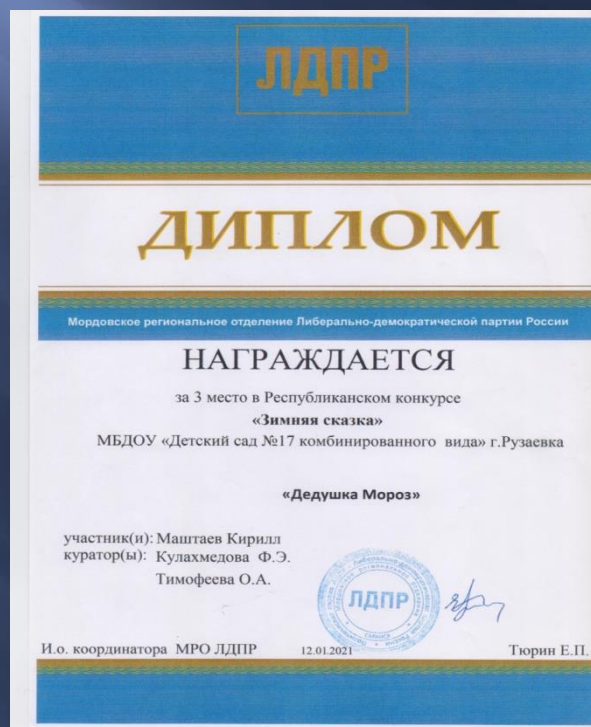 ЛДПР
ДИПЛОМ
Мордовское региональное отделение Либерально-демократической партии России
НАГРАЖДАЕТСЯ
за 3 место в Республиканском конкурсе
«Зимняя сказка»
МБДОУ «Детский сад №17 комбинированного вида» г.Рузаевка
«Дедушка Мороз»
участник(и): Маштаев Кирилл
куратор(ы): Кулахмедова Ф.Э.
Тимофеева О.А.
ЛДПР
И.о. координатора МРО ЛДПР 12.01.2021 Тюрин Е.П.